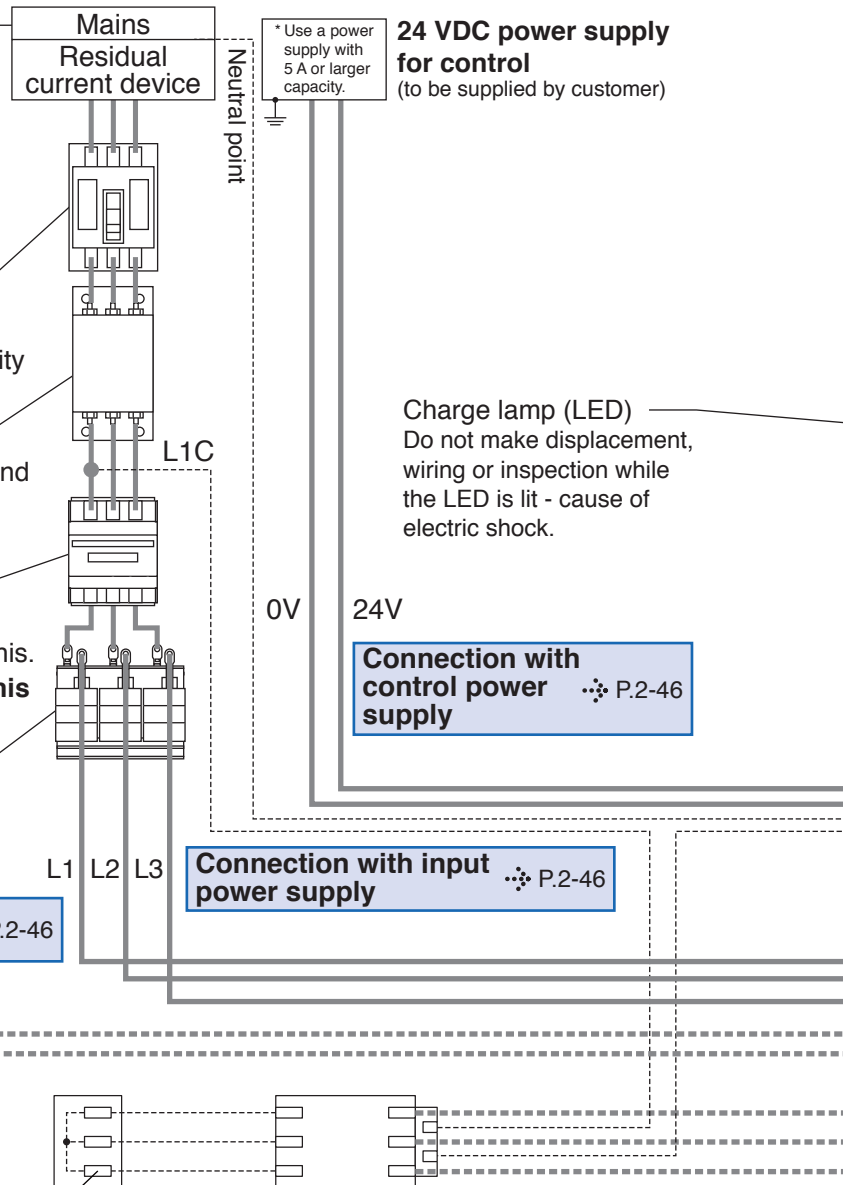 Mains
Residual
current device
Neutral point
* Use a power
supply with
5 A or larger
capacity.
24 VDC power supply
for control
(to be supplied by customer)
ity
L1C
nd
Charge lamp (LED)
Do not make displacement,
wiring or inspection while
the LED is lit - cause of
electric shock.
0V
24V
nis.
nis
Connection with
control power
supply
P.2-46
L1
L2
L3
Connection with input
power supply
P.2-46
.2-46